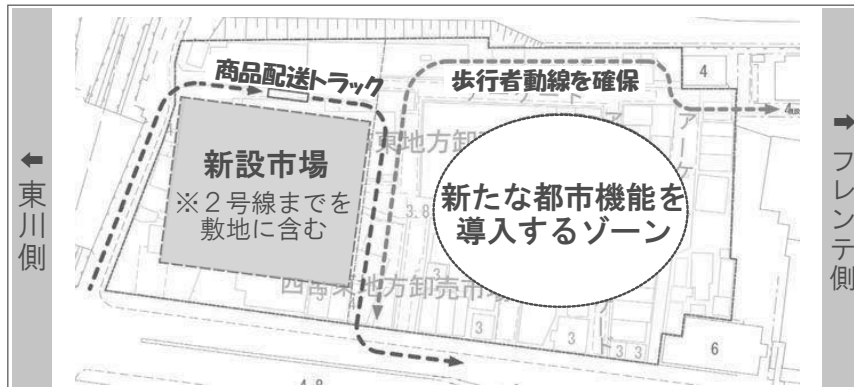 商品配送トラック
歩行者動線を確保
新設市場
※２号線までを
敷地に含む
新たな都市機能を
導入するゾーン
⬅東川側
➡フレンテ側
4
3
3
3
3
6